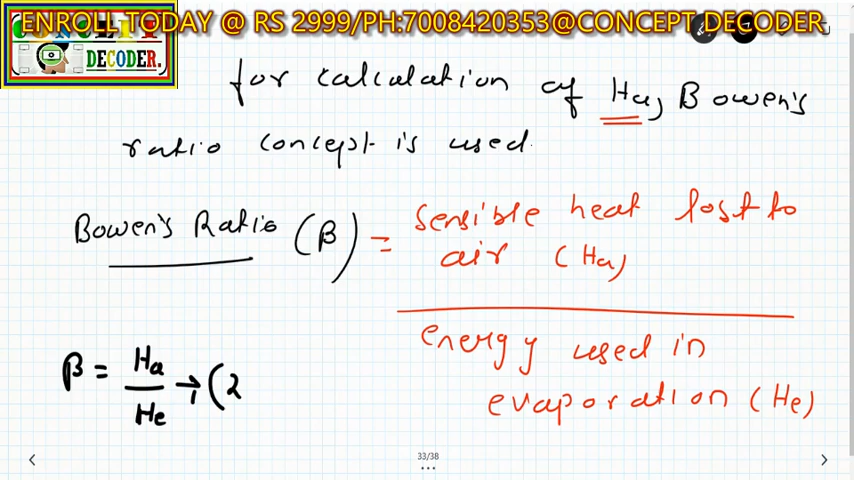 ENROLL TODAY @ RS 2999/PH:7008420353@CONCEPT DECODER
DECODER.
for calculation of Ha, Bowen's
ratio concept is used.
Bowen's Ratio (β) = Sensible heat lost to
air (Ha)
energy used in
evaporation (He)
β = Ha
He → (2
33/38